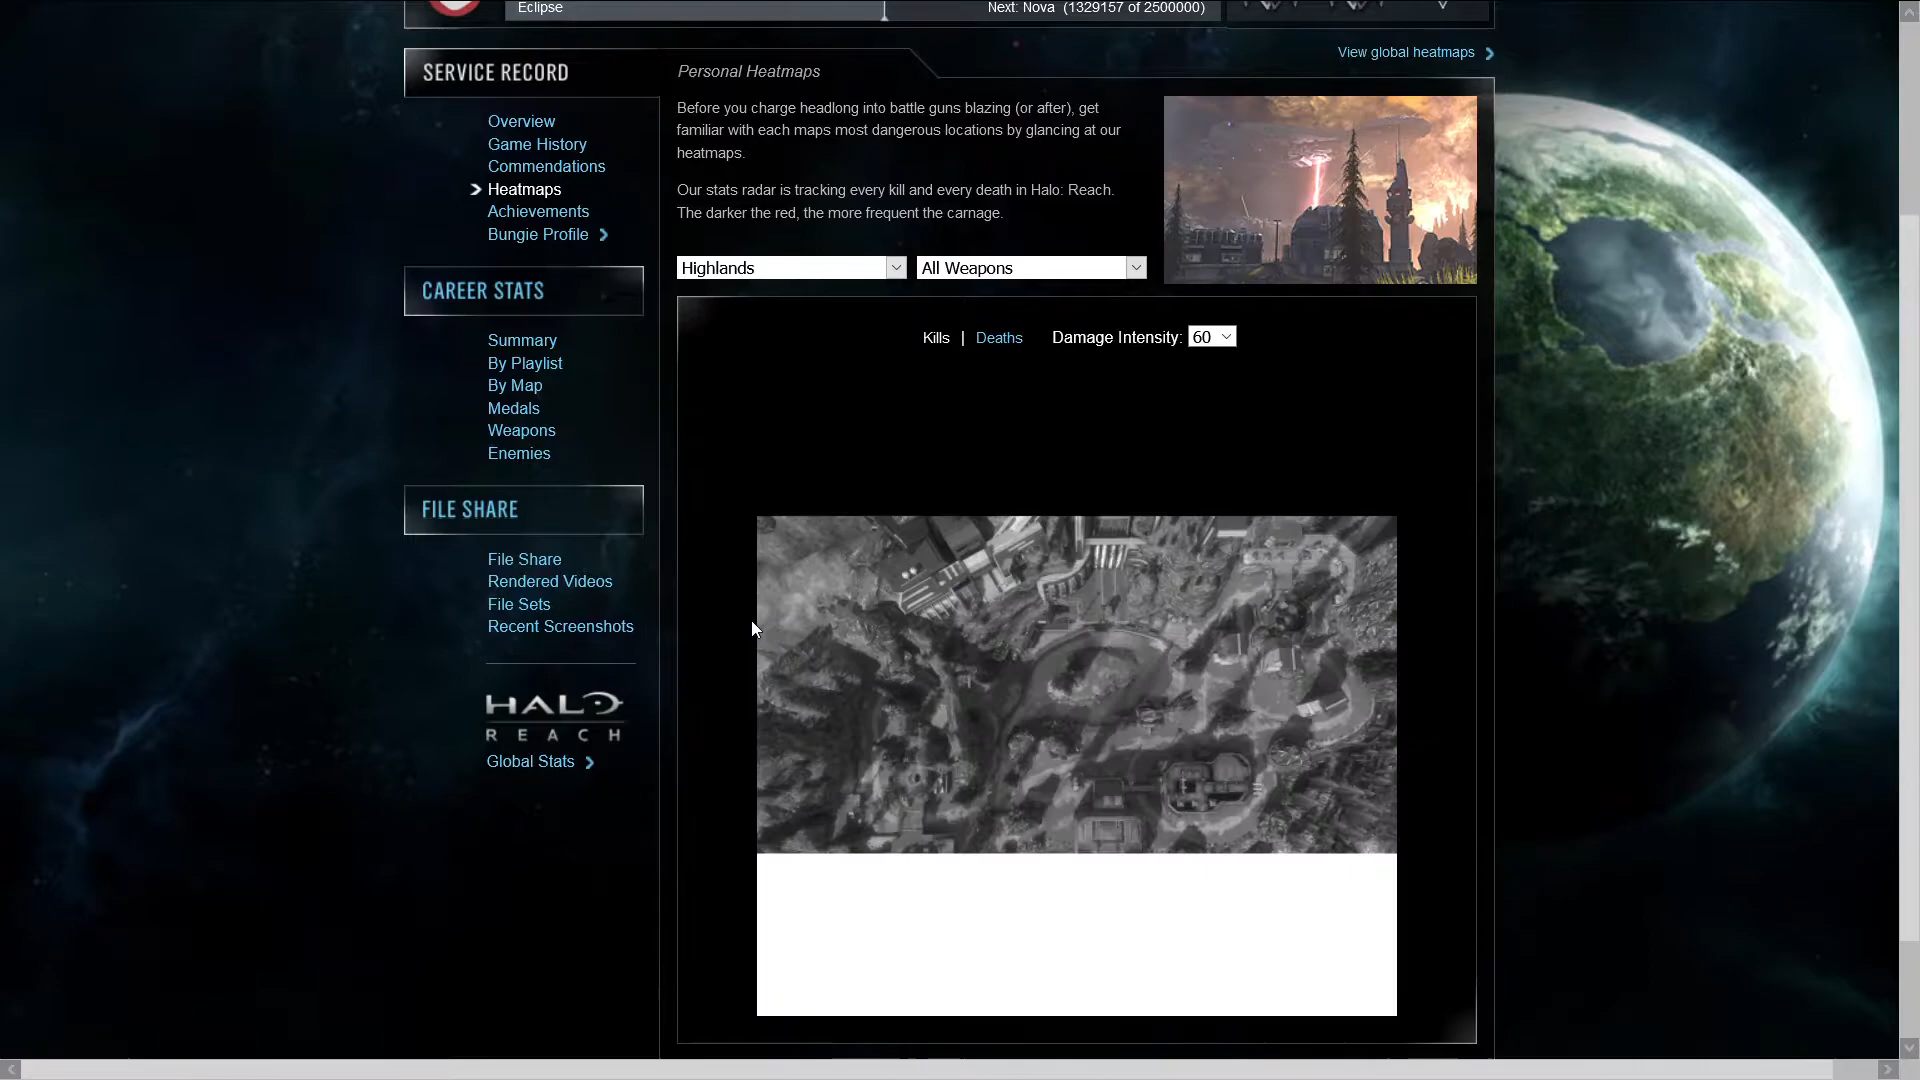 Eclipse
Next: Nova (1329157 of 2500000)
View global heatmaps
SERVICE RECORD
Overview
Game History
Commendations
Heatmaps
Achievements
Bungie Profile
CAREER STATS
Summary
By Playlist
By Map
Medals
Weapons
Enemies
FILE SHARE
File Share
Rendered Videos
File Sets
Recent Screenshots
HALO
REACH
Global Stats
Personal Heatmaps
Before you charge headlong into battle guns blazing (or after), get
familiar with each maps most dangerous locations by glancing at our
heatmaps.
Our stats radar is tracking every kill and every death in Halo: Reach.
The darker the red, the more frequent the carnage.
Highlands
All Weapons
Kills | Deaths
Damage Intensity: 60